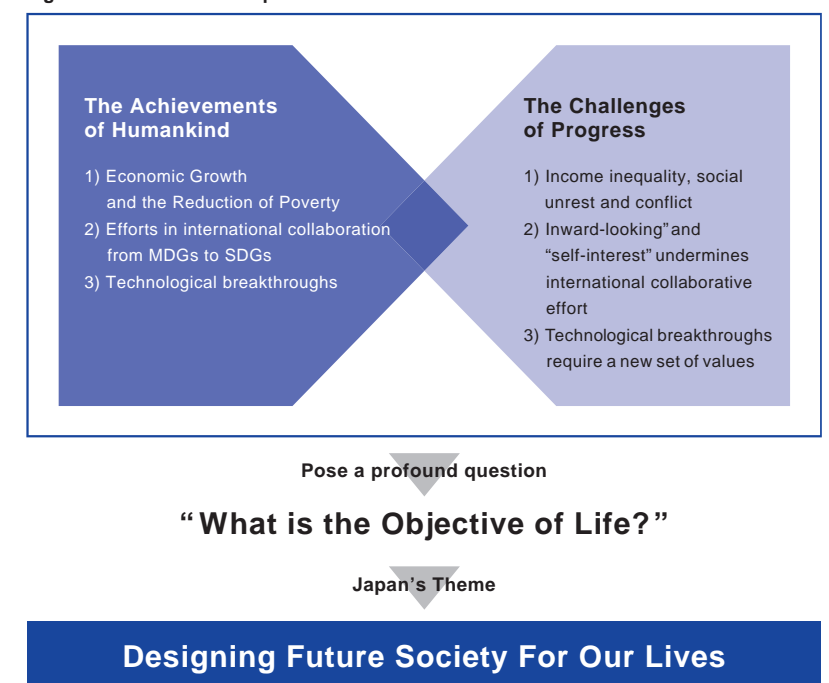 The Achievements
of Humankind
1) Economic Growth
and the Reduction of Poverty
2) Efforts in international collaboration
from MDGs to SDGs
3) Technological breakthroughs
The Challenges
of Progress
1) Income inequality, social
unrest and conflict
2) Inward-looking” and
“self-interest” undermines
international collaborative
effort
3) Technological breakthroughs
require a new set of values
Pose a profound question
“What is the Objective of Life?”
Japan’s Theme
Designing Future Society For Our Lives